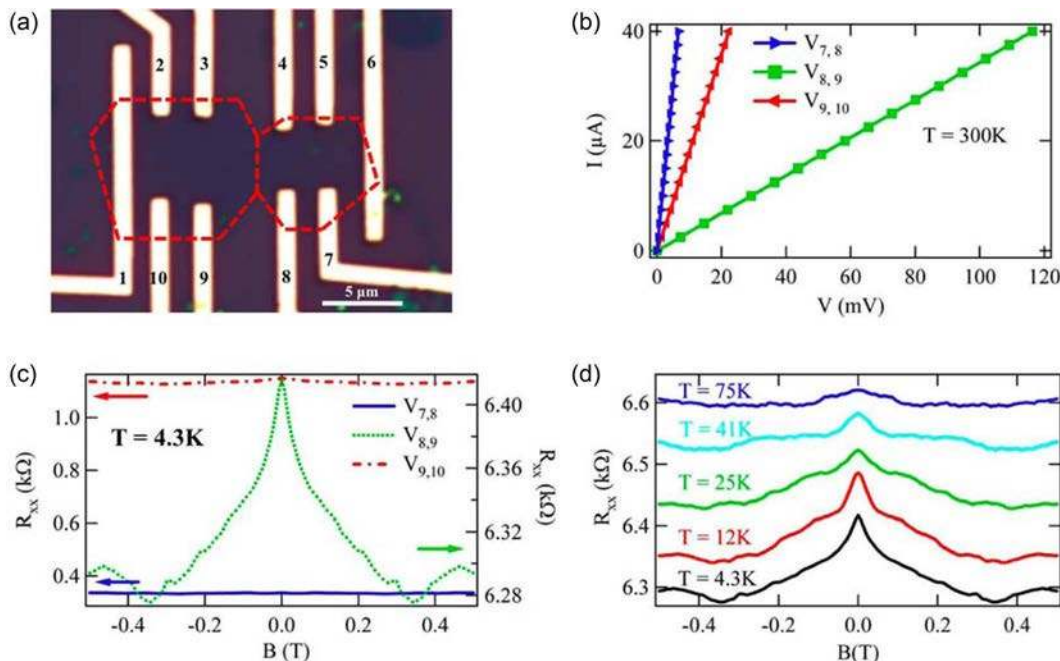 (a)
2 3 4 5 6
1 10 9 8 7
5 μm
(b)
40
20
0
I (μA)
V7, 8
V8, 9
V9, 10
T = 300K
0 20 40 60 80 100 120
V (mV)
(c)
1.0
0.8
0.6
0.4
Rxx (kΩ)
T = 4.3K
V7,8
V8,9
V9,10
6.40
6.36
6.32
6.28
Rxx (kΩ)
-0.4 -0.2 0.0 0.2 0.4
B (T)
(d)
6.6
6.5
6.4
6.3
Rxx (kΩ)
T = 75K
T = 41K
T = 25K
T = 12K
T = 4.3K
-0.4 -0.2 0.0 0.2 0.4
B(T)